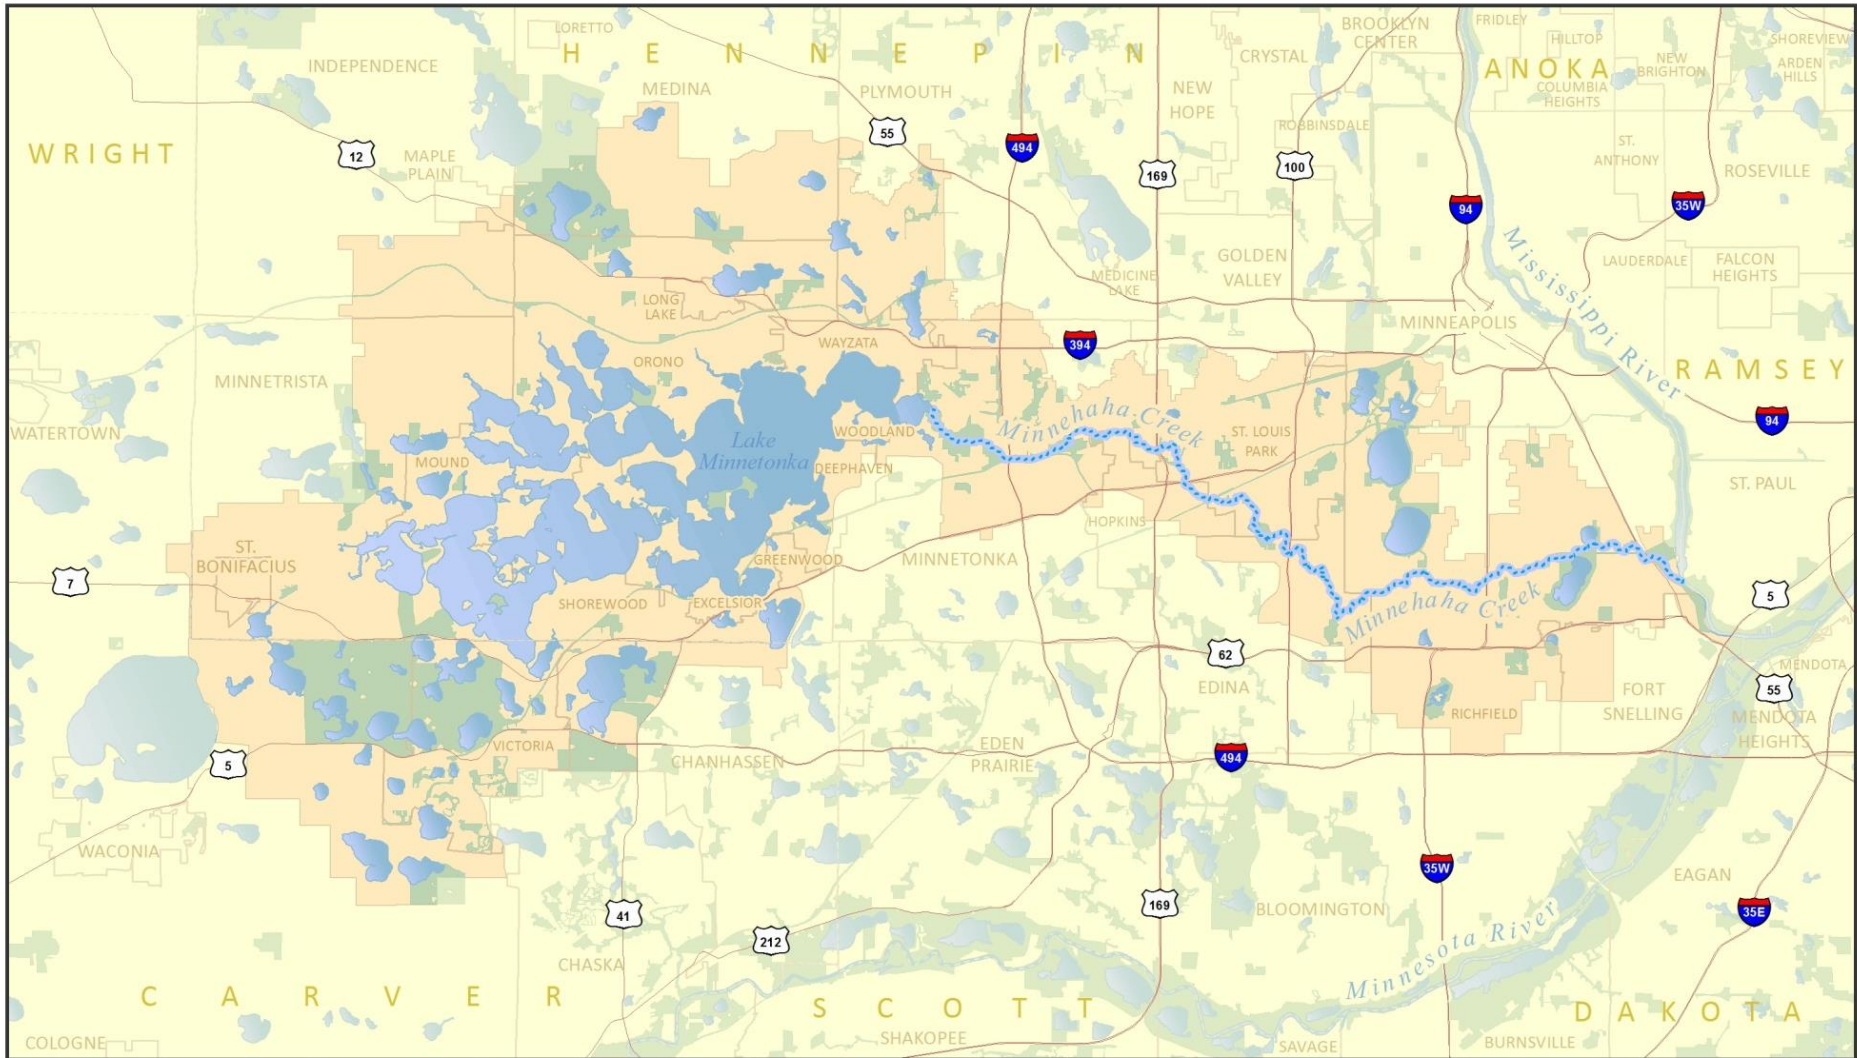 LORETTO
HENNEPIN
BROOKLYN
CENTER
FRIDLEY
HILLTOP
SHOREVIEW
INDEPENDENCE
MEDINA
PLYMOUTH
CRYSTAL
ANOKA
NEW
BRIGHTON
ARDEN
HILLS
NEW
HOPE
COLUMBIA
HEIGHTS
ROBBINSDALE
55
494
WRIGHT
12
MAPLE
PLAIN
169
100
ST.
ANTHONY
ROSEVILLE
94
35W
GOLDEN
VALLEY
Mississippi River
LAUDERDALE
FALCON
HEIGHTS
MEDICINE
LAKE
LONG
LAKE
MINNEAPOLIS
WAYZATA
394
ORONO
MINNETRISTA
RAMSEY
94
WATERTOWN
WOODLAND
Minnehaha Creek
ST. LOUIS
PARK
Lake
Minnetonka
MOUND
DEEPHAVEN
ST. PAUL
HOPKINS
ST.
BONIFACIUS
GREENWOOD
MINNETONKA
7
SHOREWOOD
EXCELSIOR
Minnehaha Creek
5
62
MENDOTA
EDINA
FORT
SNELLING
55
RICHFIELD
MENDOTA
HEIGHTS
VICTORIA
EDEN
PRAIRIE
494
5
CHANHASSEN
WACONIA
35W
EAGAN
41
169
BLOOMINGTON
35E
212
Minnesota River
CHASKA
CARVER
SCOTT
DAKOTA
COLOGNE
SHAKOPEE
SAVAGE
BURNSVILLE